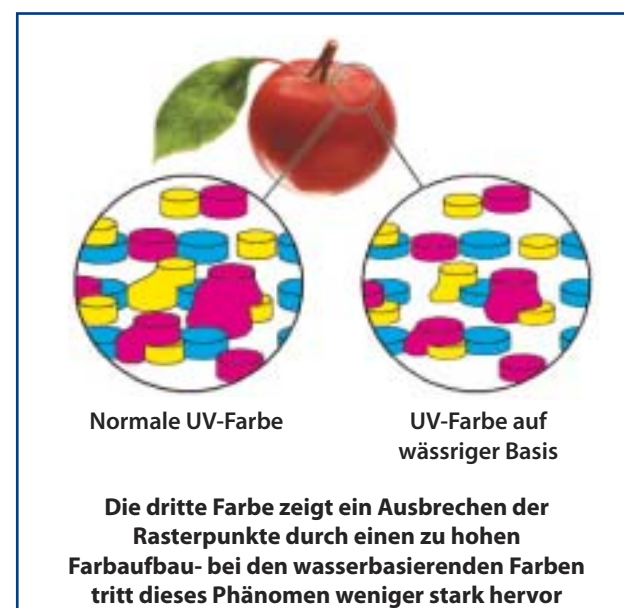 Normale UV-Farbe
UV-Farbe auf
wässriger Basis
Die dritte Farbe zeigt ein Ausbrechen der
Rasterpunkte durch einen zu hohen
Farbaufbau- bei den wasserbasierenden Farben
tritt dieses Phänomen weniger stark hervor